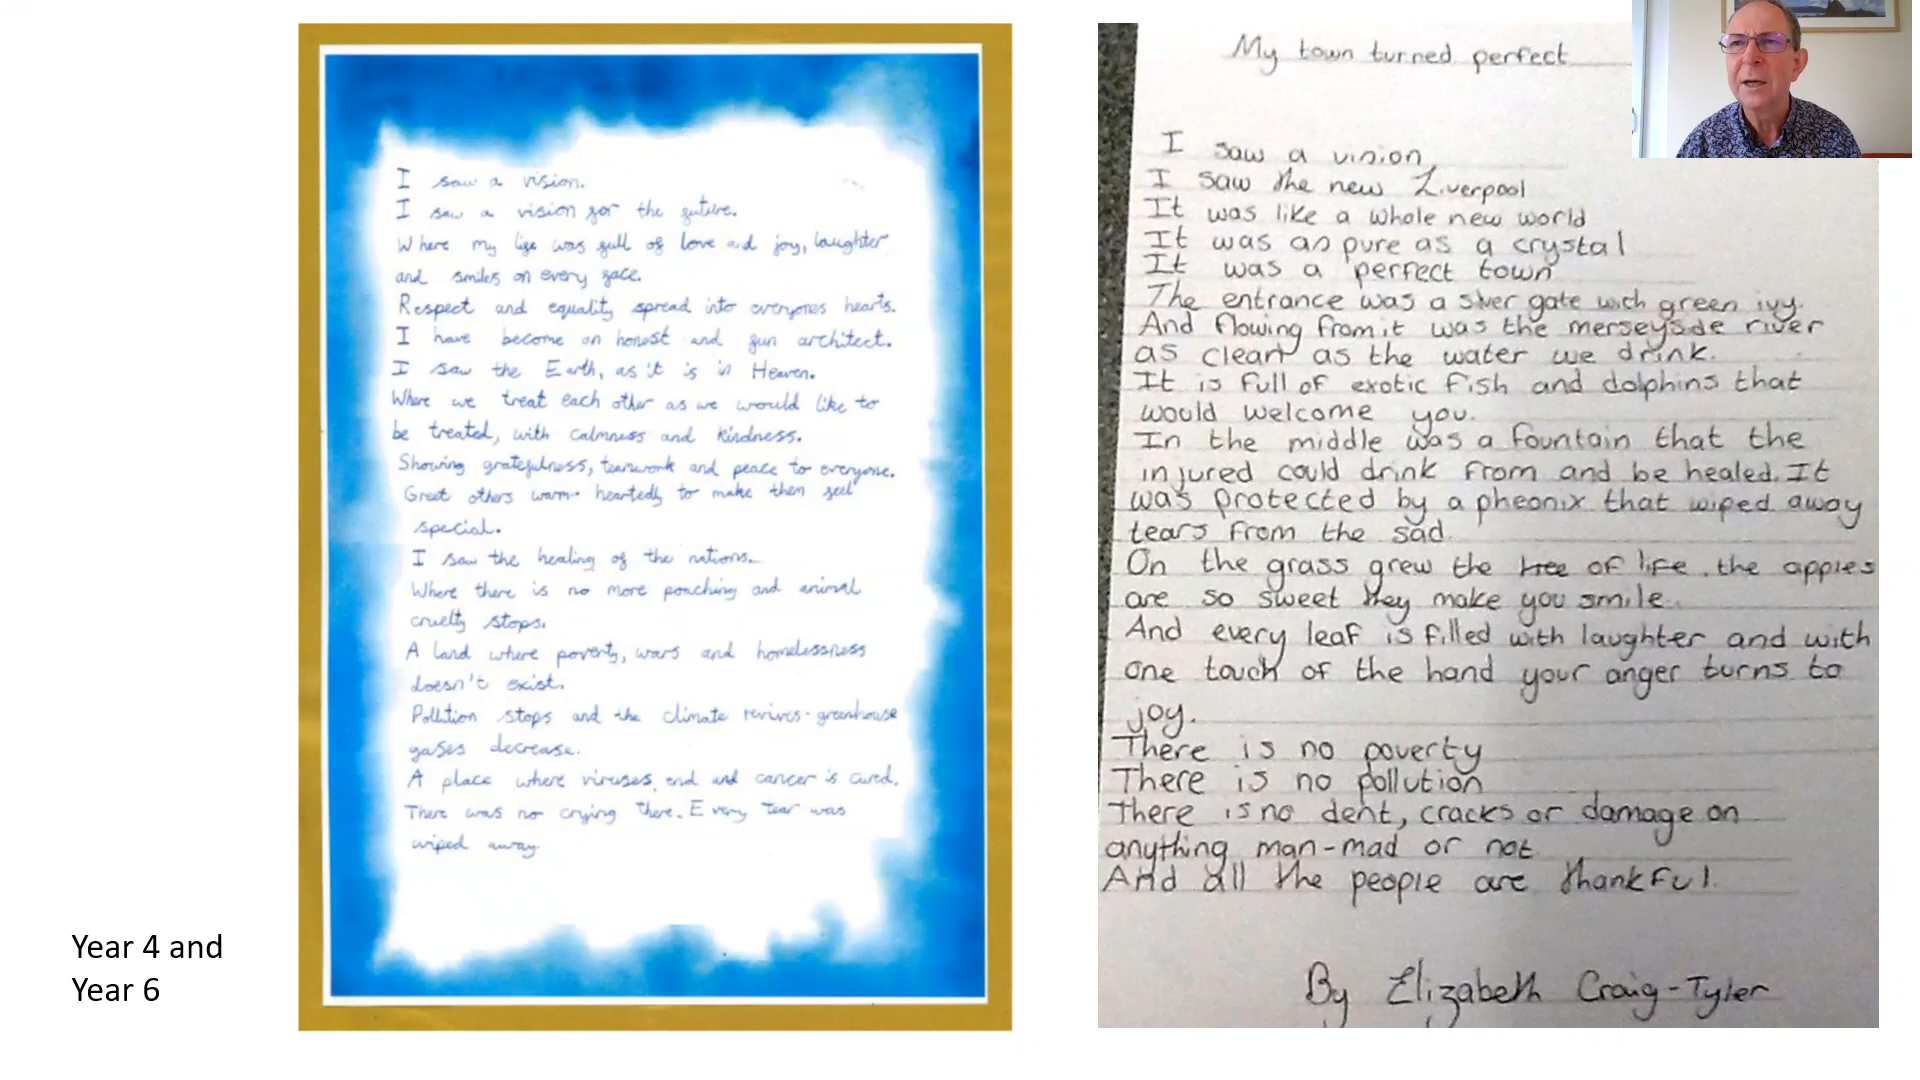 I saw a vision.
I saw a vision for the future.
Where my life was full of love and joy, laughter
and smiles on every face.
Respect and equality spread into everyones hearts.
I have become an honest and fun architect.
I saw the Earth, as it is in Heaven.
Where we treat each other as we would like to
be treated, with calmness and kindness.
Showing gratefulness, teamwork and peace to everyone.
Greet others warm-heartedly to make them feel
special.
I saw the healing of the nations.
Where there is no more poaching and animal
cruelty stops.
A land where poverty, wars and homelessness
doesn't exist.
Pollution stops and the climate revives - greenhouse
gases decrease.
A place where viruses end and cancer is cured.
There was no crying there. Every tear was
wiped away.
My town turned perfect
I saw a vision
I saw the new Liverpool
It was like a whole new world
It was as pure as a crystal
It was a perfect town
The entrance was a silver gate with green ivy.
And flowing from it was the merseyside river
as clear as the water we drink.
It is full of exotic fish and dolphins that
would welcome you.
In the middle was a fountain that the
injured could drink from and be healed. It
was protected by a pheonix that wiped away
tears from the sad.
On the grass grew the tree of life. the apples
are so sweet they make you smile.
And every leaf is filled with laughter and with
one touch of the hand your anger turns to
joy.
There is no poverty
There is no pollution
There is no dent, cracks or damage on
anything man-mad or not
And all the people are thankful.
By Elizabeth Craig-Tyler
Year 4 and
Year 6